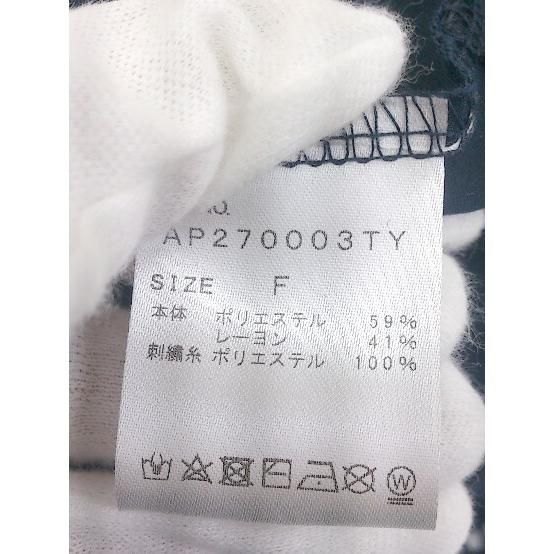 AP270003TY
SIZE F
本体 ポリエステル 59%
レーヨン 41%
刺繍糸 ポリエステル 100%
W